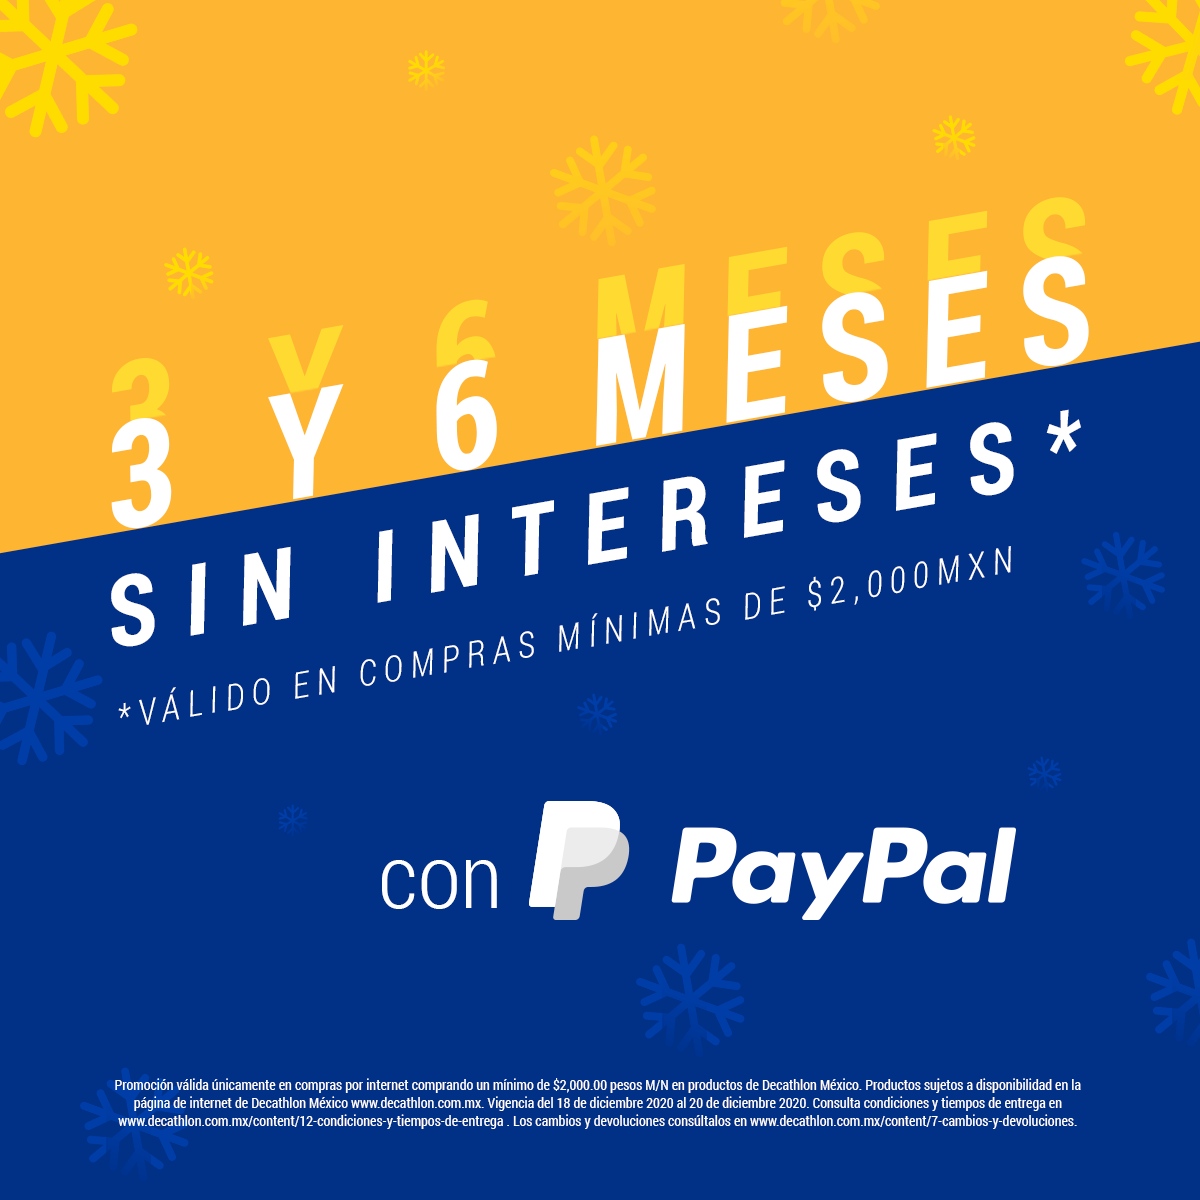 3 Y 6 MESES
SIN INTERESES*
*VÁLIDO EN COMPRAS MÍNIMAS DE $2,000MXN
con PayPal
Promoción válida únicamente en compras por internet comprando un mínimo de $2,000.00 pesos M/N en productos de Decathlon México. Productos sujetos a disponibilidad en la
página de internet de Decathlon México www.decathlon.com.mx. Vigencia del 18 de diciembre 2020 al 20 de diciembre 2020. Consulta condiciones y tiempos de entrega en
www.decathlon.com.mx/content/12-condiciones-y-tiempos-de-entrega . Los cambios y devoluciones consúltalos en www.decathlon.com.mx/content/7-cambios-y-devoluciones.